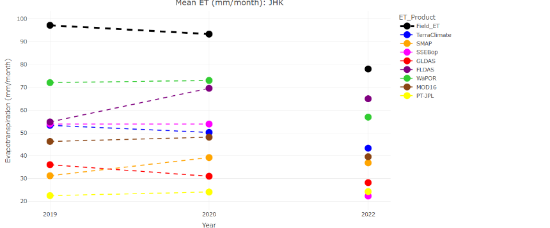 Mean ET (mm/month): JHK
ET_Product
Field_ET
TerraClimate
SMAP
SSEBop
GLDAS
FLDAS
WaPOR
MOD16
PT-JPL
Evapotranspiration (mm/month)
100
90
80
70
60
50
40
30
20
2019
2020
2022
Year